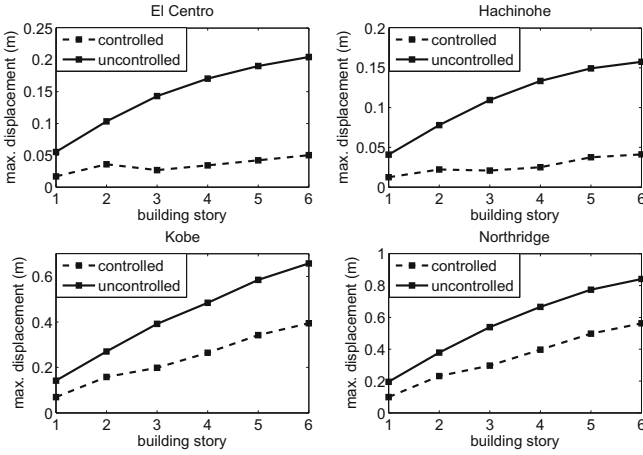 El Centro
0.25
0.2
0.15
0.1
0.05
0
max. displacement (m)
controlled
uncontrolled
1 2 3 4 5 6
building story
Hachinohe
0.2
0.15
0.1
0.05
0
max. displacement (m)
controlled
uncontrolled
1 2 3 4 5 6
building story
Kobe
0.6
0.4
0.2
0
max. displacement (m)
controlled
uncontrolled
1 2 3 4 5 6
building story
Northridge
1
0.8
0.6
0.4
0.2
0
max. displacement (m)
controlled
uncontrolled
1 2 3 4 5 6
building story